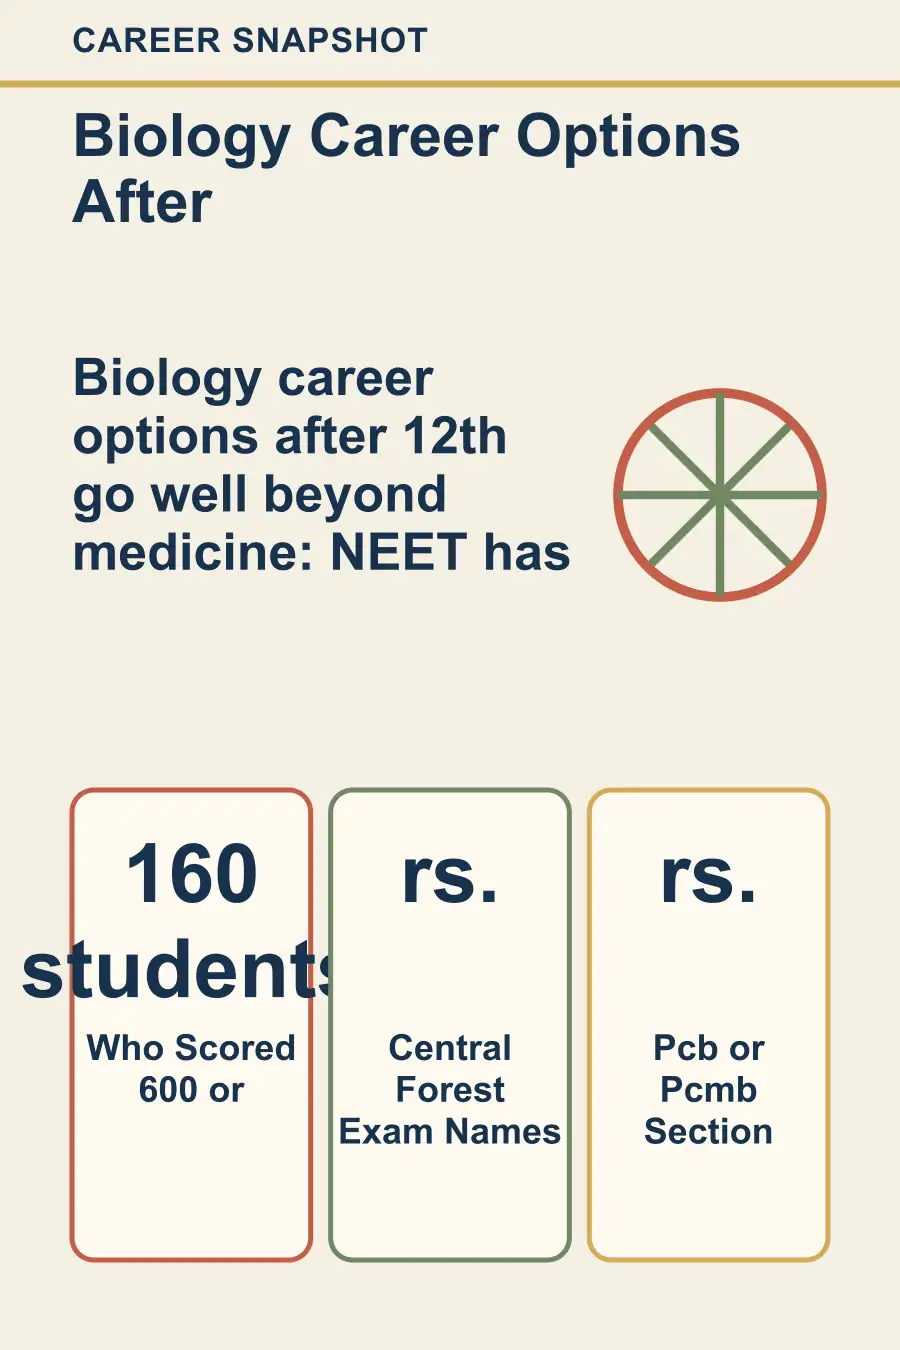 CAREER SNAPSHOT
Biology Career Options
After
Biology career
options after 12th
go well beyond
medicine: NEET has
160
students
Who Scored
600 or
rs.
Central
Forest
Exam Names
rs.
Pcb or
Pcmb
Section